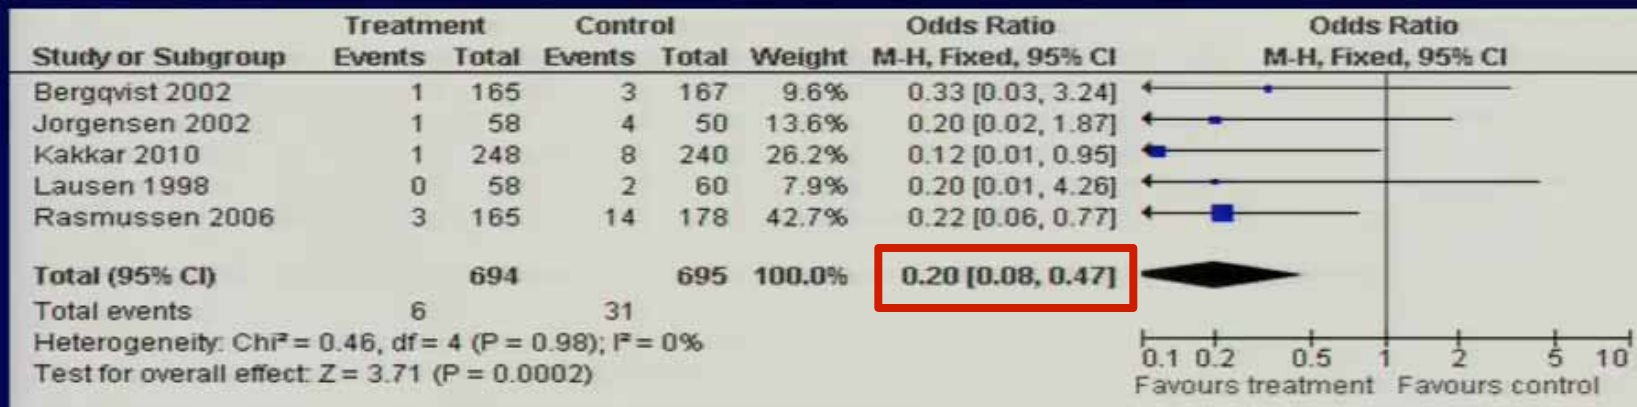 Treatment Control Odds Ratio Odds Ratio
Study or Subgroup Events Total Events Total Weight M-H, Fixed, 95% CI M-H, Fixed, 95% CI
Bergqvist 2002 1 165 3 167 9.6% 0.33 [0.03, 3.24]
Jorgensen 2002 1 58 4 50 13.6% 0.20 [0.02, 1.87]
Kakkar 2010 1 248 8 240 26.2% 0.12 [0.01, 0.95]
Lausen 1998 0 58 2 60 7.9% 0.20 [0.01, 4.26]
Rasmussen 2006 3 165 14 178 42.7% 0.22 [0.06, 0.77]
Total (95% CI) 694 695 100.0% 0.20 [0.08, 0.47]
Total events 6 31
Heterogeneity: Chi² = 0.46, df = 4 (P = 0.98); I² = 0%
Test for overall effect: Z = 3.71 (P = 0.0002)
0.1 0.2 0.5 1 2 5 10
Favours treatment Favours control